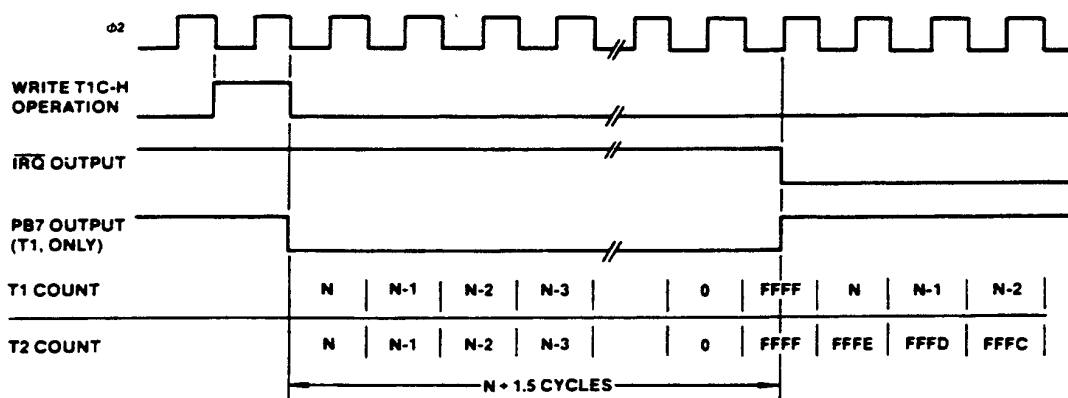 ϕ2
WRITE T1C-H
OPERATION
IRQ OUTPUT
PB7 OUTPUT
(T1, ONLY)
T1 COUNT N N-1 N-2 N-3 0 FFFF N N-1 N-2
T2 COUNT N N-1 N-2 N-3 0 FFFF FFFE FFFD FFFC
N + 1.5 CYCLES